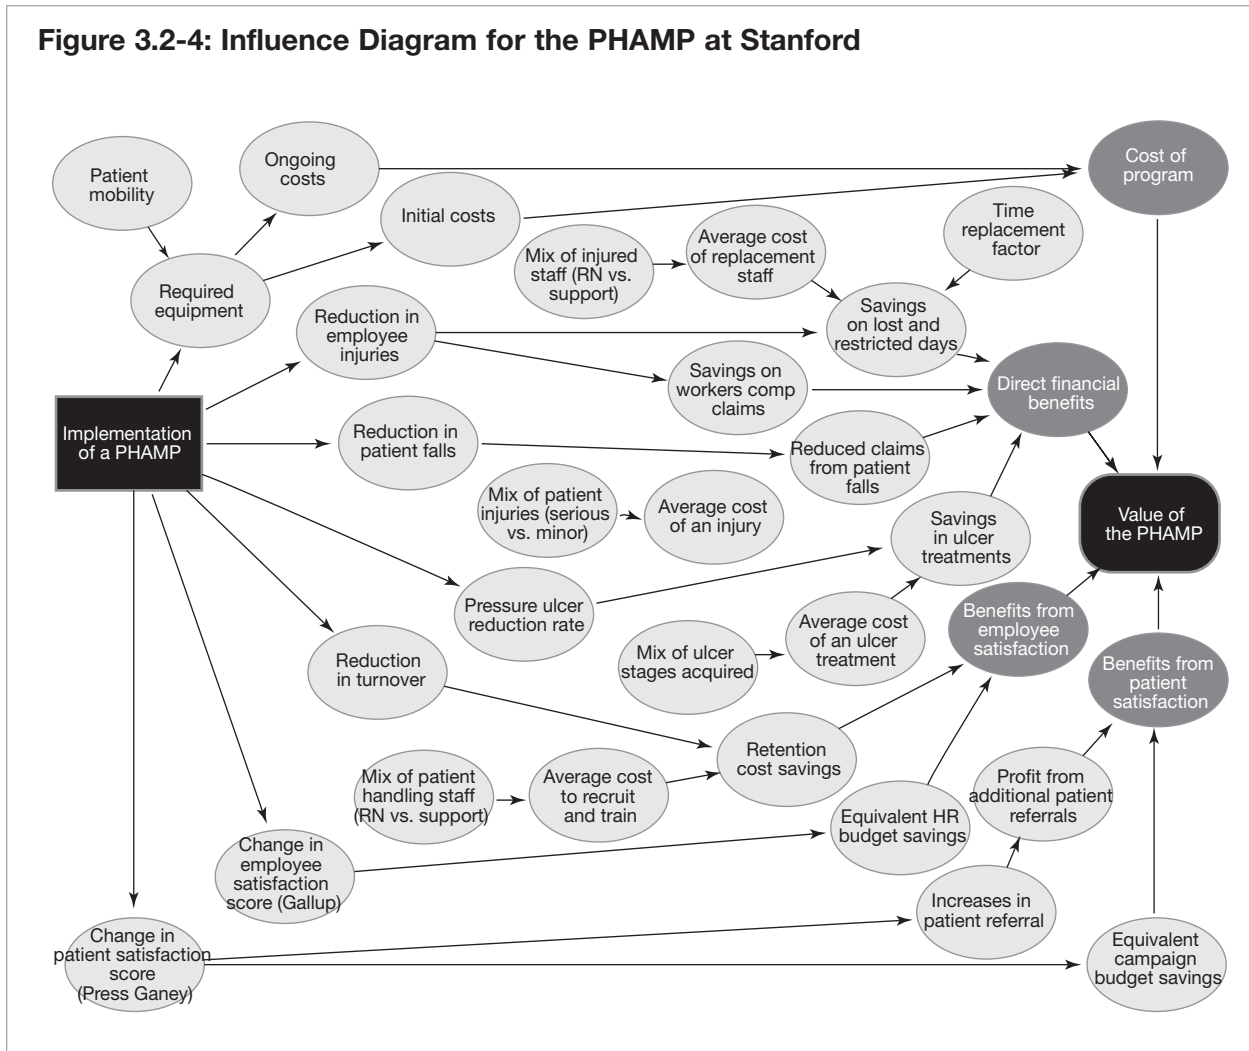 Figure 3.2-4: Influence Diagram for the PHAMP at Stanford
Patient
mobility
Ongoing
costs
Cost of
program
Initial costs
Time
replacement
factor
Mix of injured
staff (RN vs.
support)
Average cost
of replacement
staff
Required
equipment
Reduction in
employee
injuries
Savings
on lost and
restricted days
Savings on
workers comp
claims
Direct financial
benefits
Implementation
of a PHAMP
Reduction in
patient falls
Reduced claims
from patient
falls
Mix of patient
injuries (serious
vs. minor)
Average cost
of an injury
Savings
in ulcer
treatments
Value of
the PHAMP
Pressure ulcer
reduction rate
Benefits from
employee
satisfaction
Reduction
in turnover
Mix of ulcer
stages acquired
Average cost
of an ulcer
treatment
Benefits from
patient
satisfaction
Retention
cost savings
Mix of patient
handling staff
(RN vs. support)
Average cost
to recruit
and train
Profit from
additional patient
referrals
Equivalent HR
budget savings
Change in
employee
satisfaction
score (Gallup)
Increases in
patient referral
Change in
patient satisfaction
score
(Press Ganey)
Equivalent
campaign
budget savings